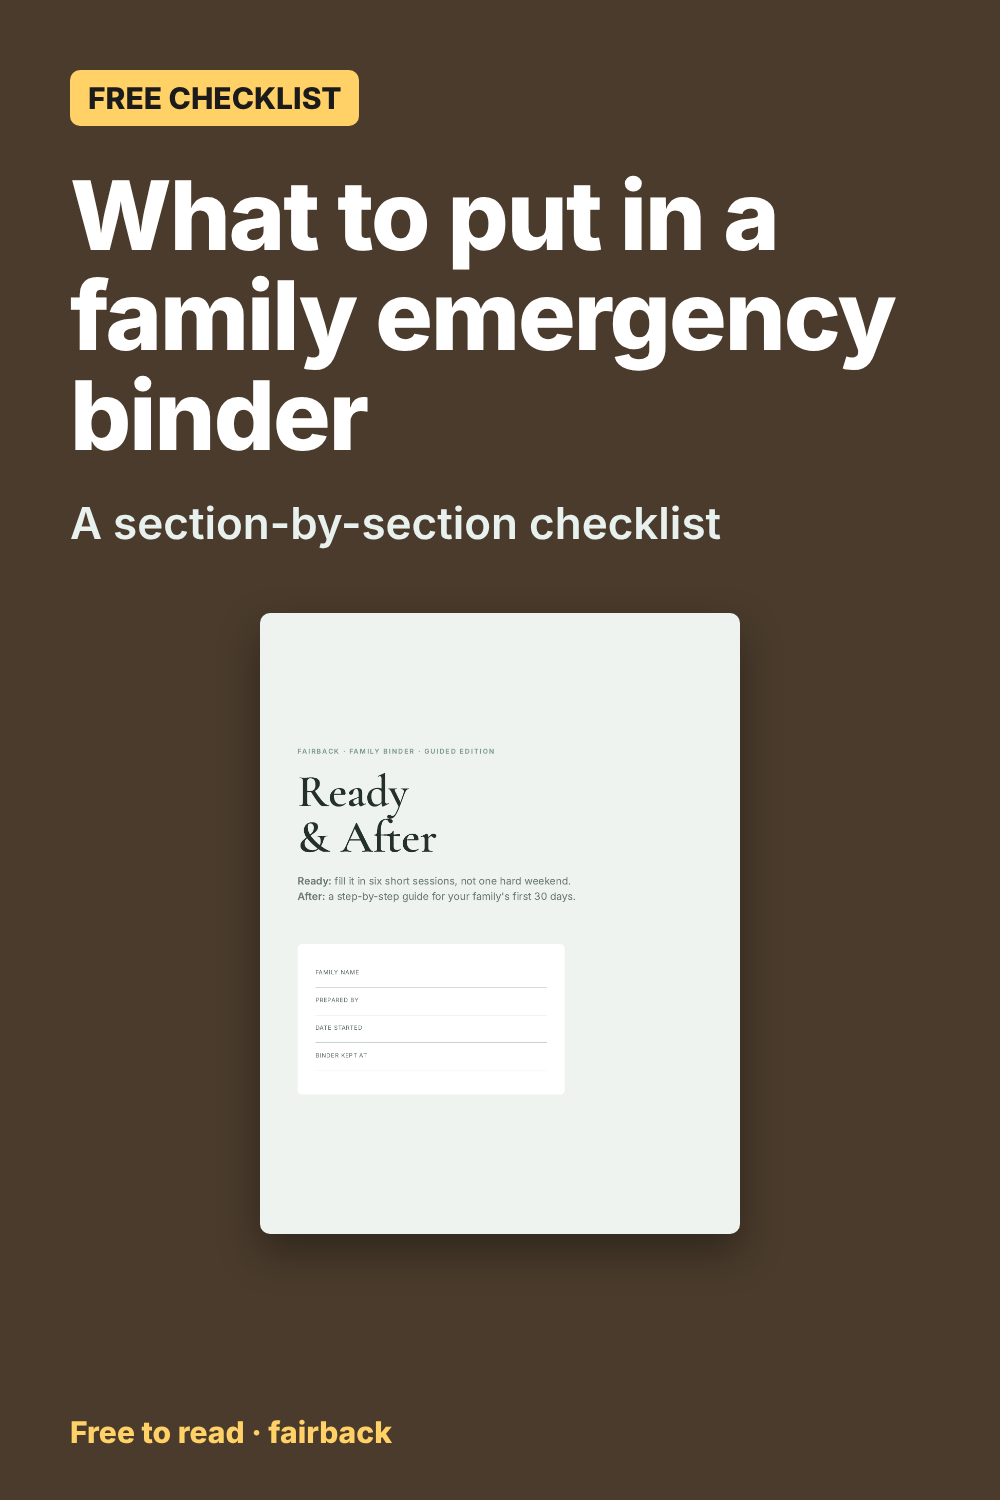 FREE CHECKLIST
What to put in a
family emergency
binder
A section-by-section checklist
FAIRBACK · FAMILY BINDER · GUIDED EDITION
Ready
& After
Ready: fill it in six short sessions, not one hard weekend.
After: a step-by-step guide for your family's first 30 days.
FAMILY NAME
PREPARED BY
DATE STARTED
BINDER KEPT AT
Free to read · fairback